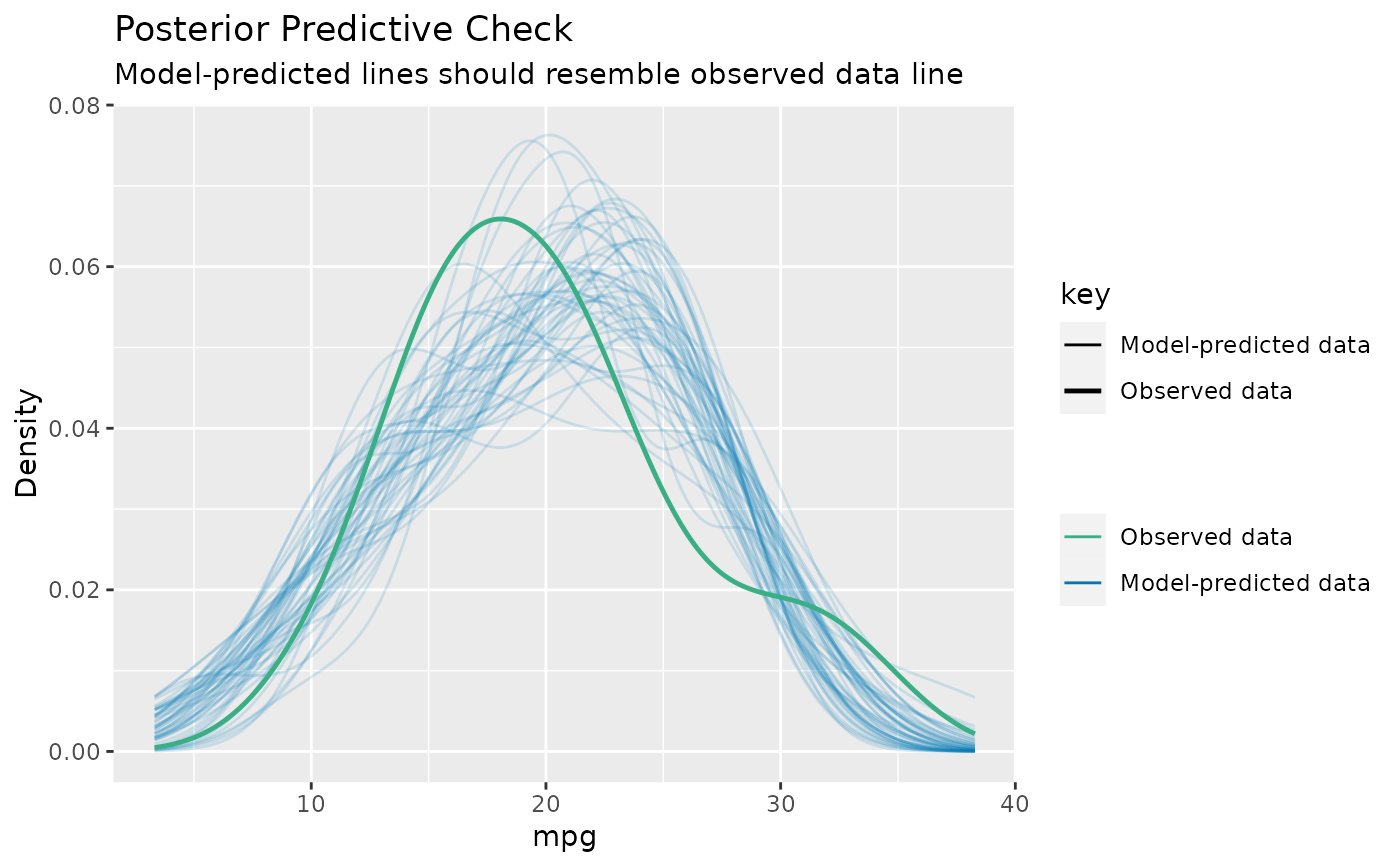 Posterior Predictive Check
Model-predicted lines should resemble observed data line
0.08
0.06
0.04
0.02
0.00
Density
10
20
30
40
mpg
key
Model-predicted data
Observed data
Observed data
Model-predicted data